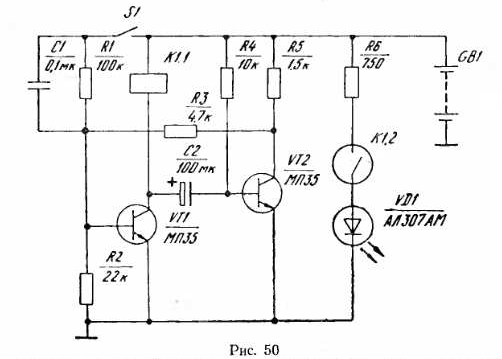 S1
C1
0,1мк
R1
100к
K1.1
R4
10к
R5
1,5к
R6
750
GB1
R3
4,7к
K1.2
C2
+
100мк
VT2
МП35
VT1
МП35
VD1
АЛ307АМ
R2
22к
Рис. 50